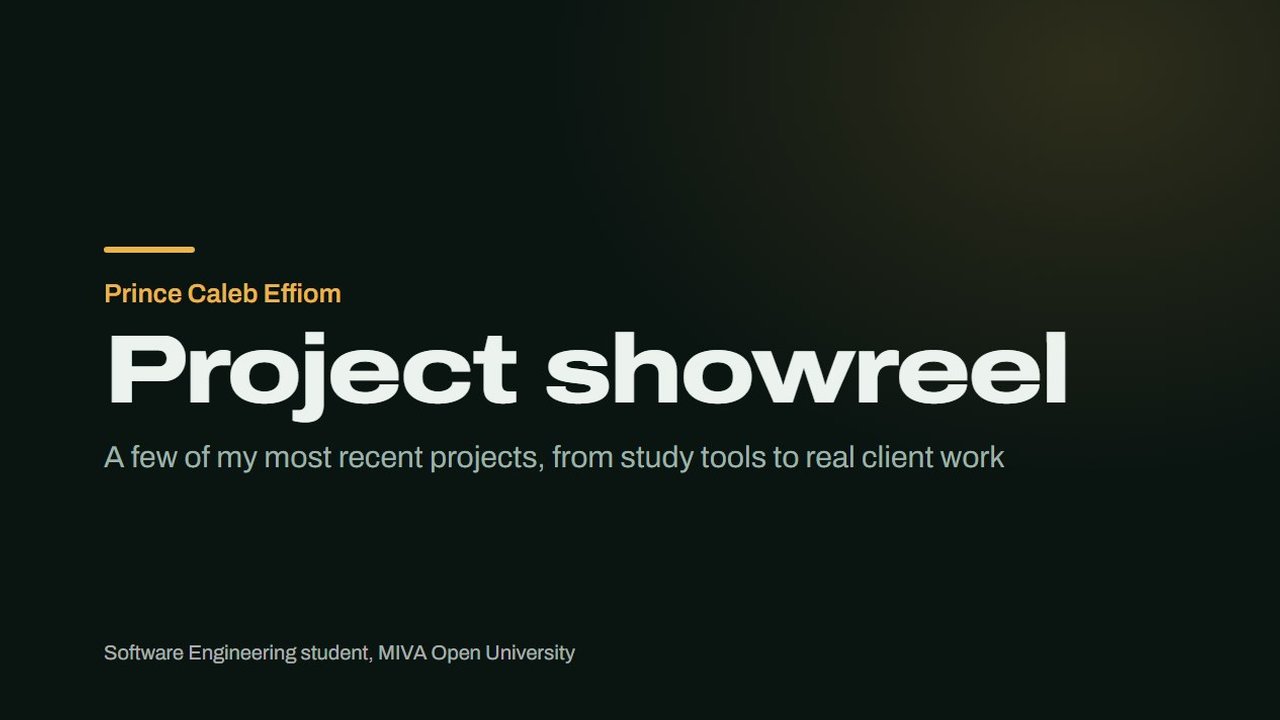 Prince Caleb Effiom
Project showreel
A few of my most recent projects, from study tools to real client work
Software Engineering student, MIVA Open University